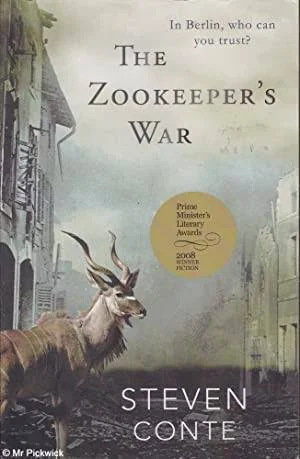 In Berlin, who can
you trust?
THE
ZOOKEEPER'S
WAR
Prime
Minister's
Literary
Awards
2008
WINNER
FICTION
STEVEN
CONTE
© Mr Pickwick